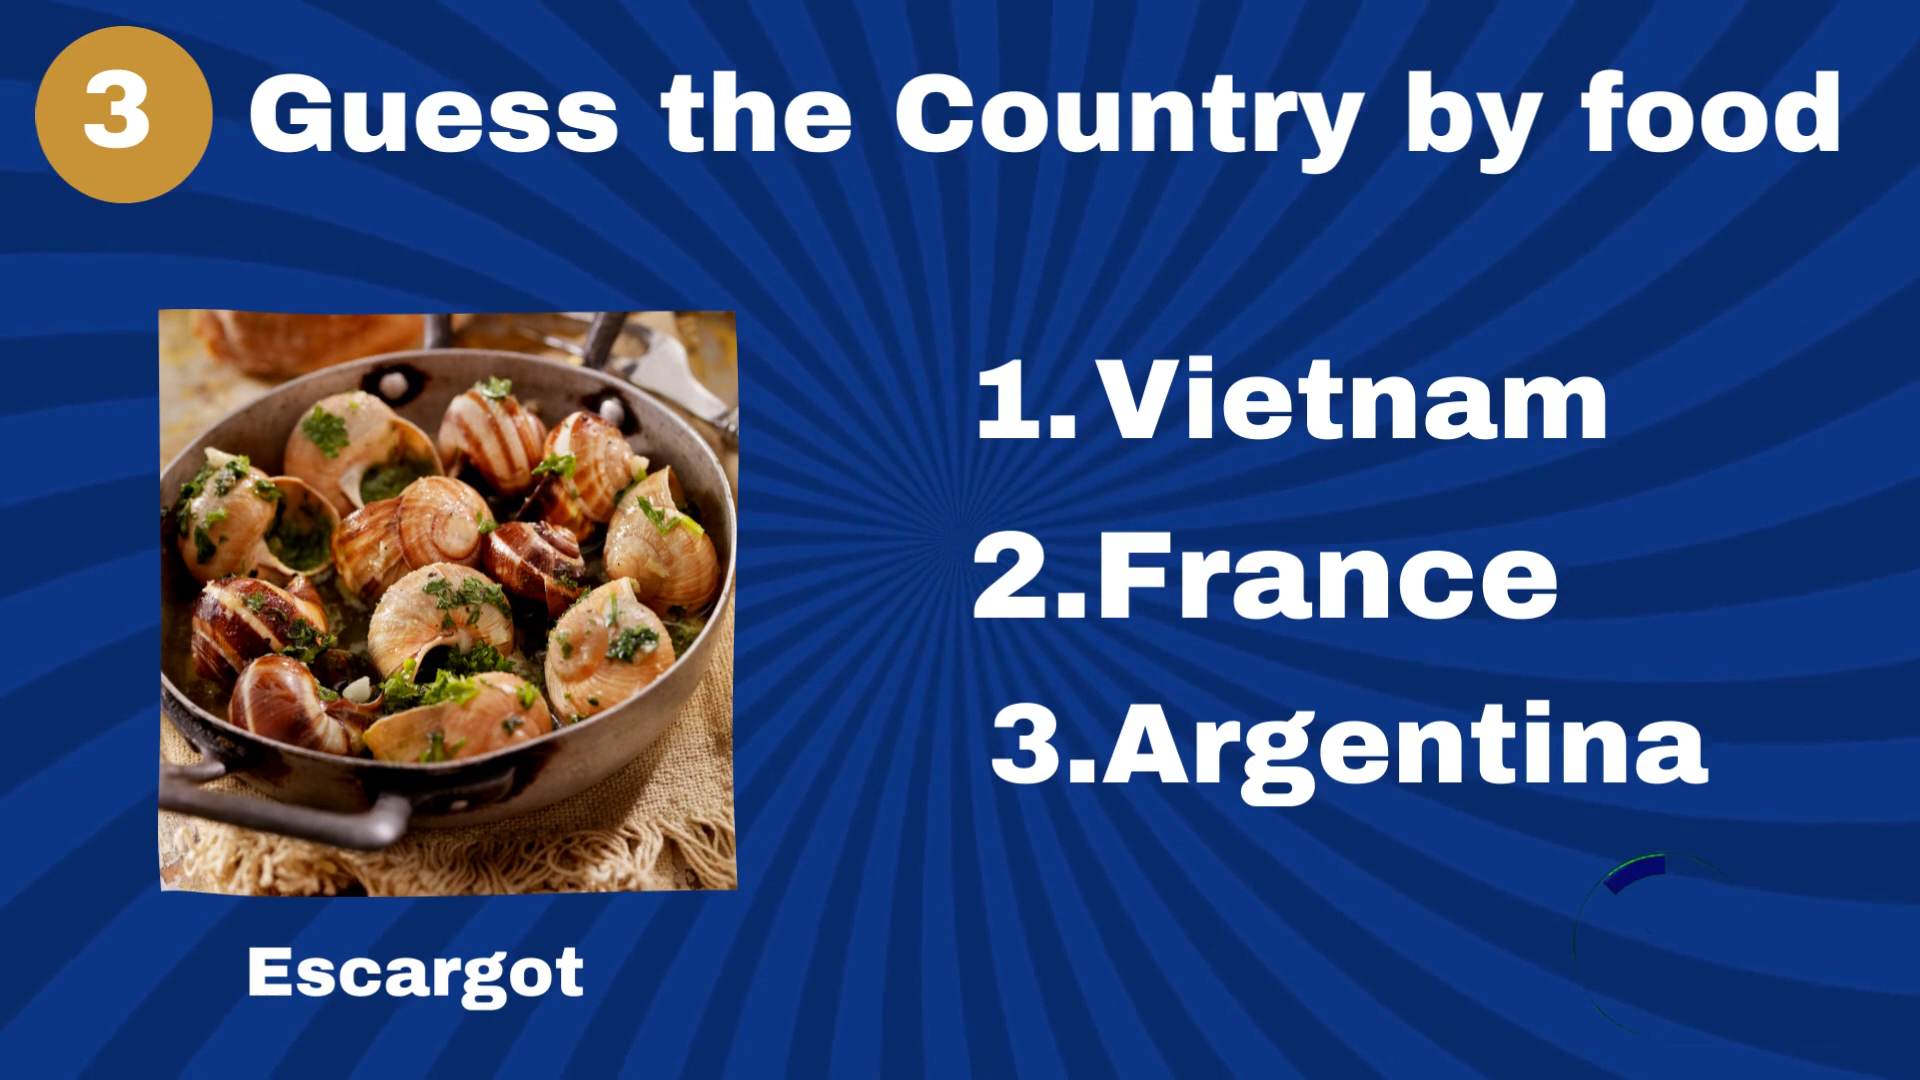 3
Guess the Country by food
1. Vietnam
2.France
3.Argentina
Escargot